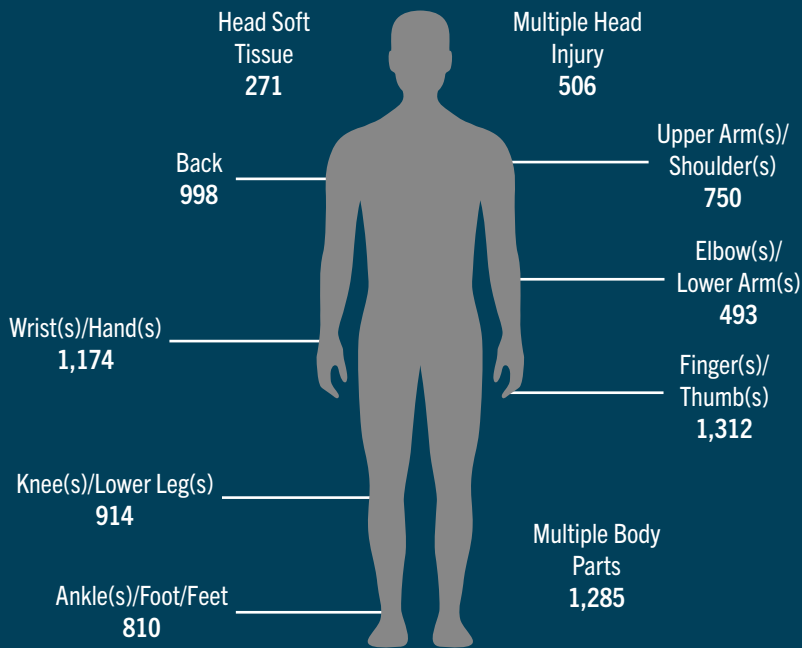 Head Soft
Tissue
271
Multiple Head
Injury
506
Upper Arm(s)/
Shoulder(s)
750
Back
998
Elbow(s)/
Lower Arm(s)
493
Wrist(s)/Hand(s)
1,174
Finger(s)/
Thumb(s)
1,312
Knee(s)/Lower Leg(s)
914
Multiple Body
Parts
1,285
Ankle(s)/Foot/Feet
810